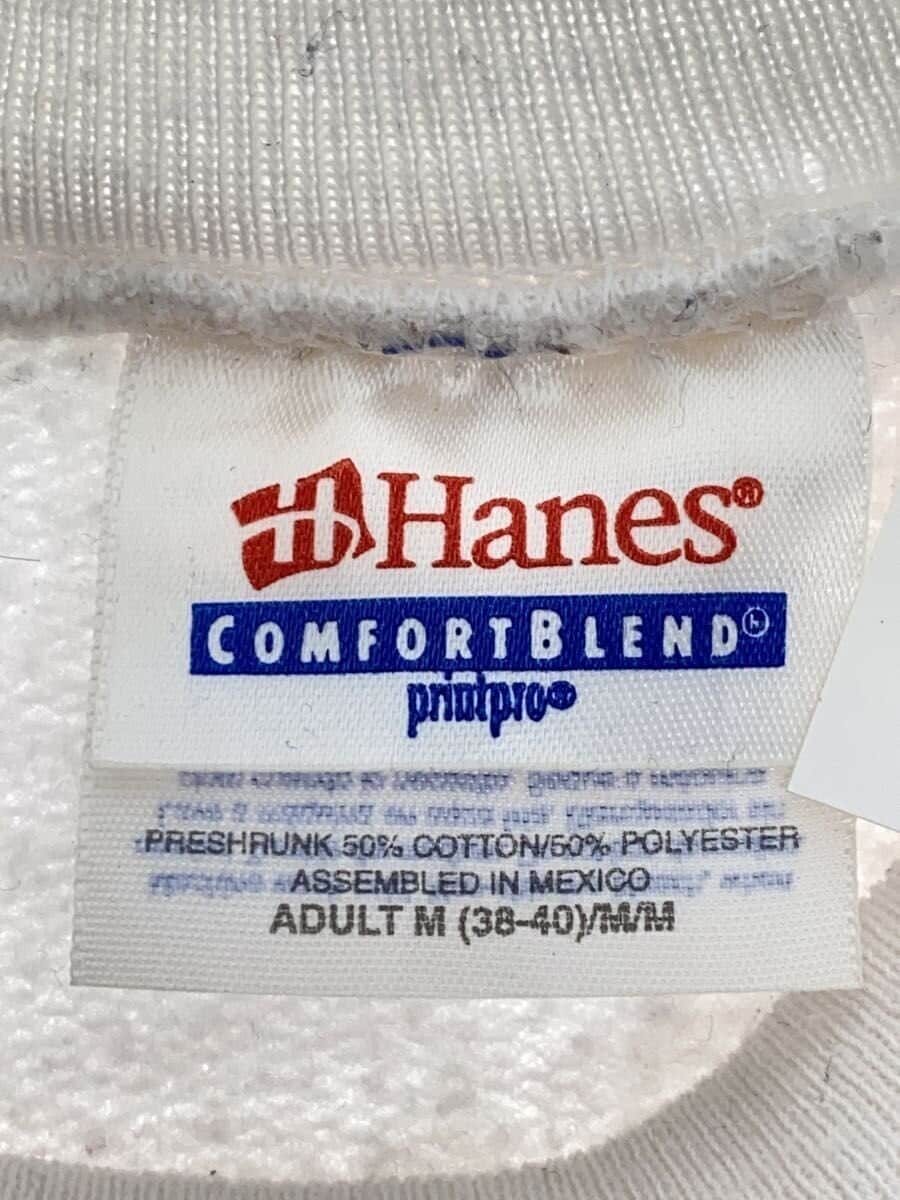 Hanes®
COMFORTBLEND
printpro®
PRESHRUNK 50% COTTON/50% POLYESTER
ASSEMBLED IN MEXICO
ADULT M (38-40)/M/M